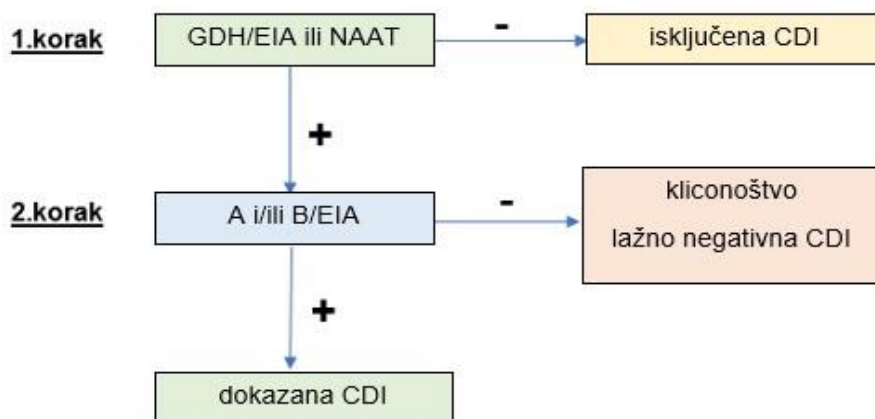 1.korak
GDH/EIA ili NAAT
-
isključena CDI
+
2.korak
A i/ili B/EIA
-
kliconoštvo
lažno negativna CDI
+
dokazana CDI